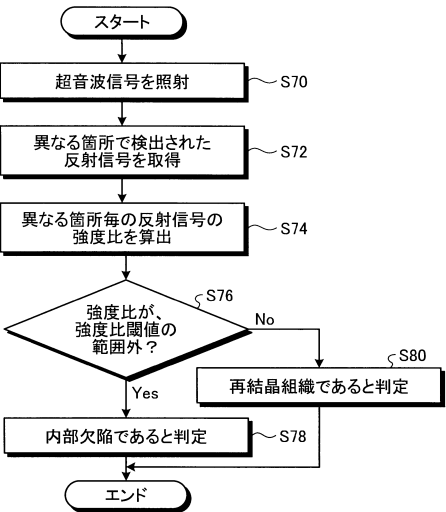 スタート
超音波信号を照射
S70
異なる箇所で検出された
反射信号を取得
S72
異なる箇所毎の反射信号の
強度比を算出
S74
S76
強度比が、
強度比閾値の
範囲外？
No
S80
再結晶組織であると判定
Yes
内部欠陥であると判定
S78
エンド